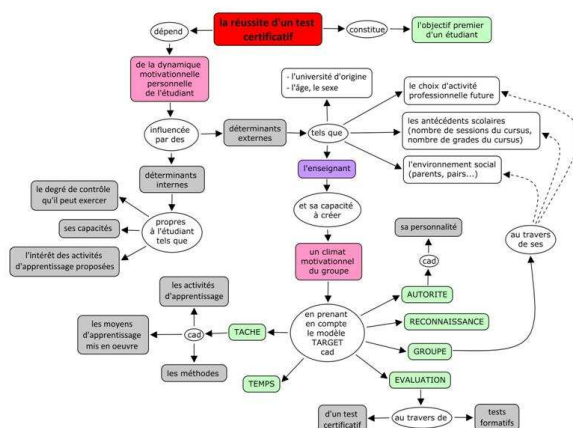 la réussite d'un test
certificatif
dépend
constitue
l'objectif premier
d'un étudiant
de la dynamique
motivationnelle
personnelle
de l'étudiant
- l'université d'origine
- l'âge, le sexe
le choix d'activité
professionnelle future
influencée
par des
déterminants
externes
tels que
les antécédents scolaires
(nombre de sessions du cursus,
nombre de grades du cursus)
l'enseignant
l'environnement social
(parents, pairs...)
déterminants
internes
le degré de contrôle
qu'il peut exercer
et sa capacité
à créer
ses capacités
propres
à l'étudiant
tels que
sa personnalité
au travers
de ses
l'intérêt des activités
d'apprentissage proposées
un climat
motivationnel
du groupe
cad
les activités
d'apprentissage
AUTORITE
en prenant
en compte
le modèle
TARGET
cad
RECONNAISSANCE
les moyens
d'apprentissage
mis en oeuvre
cad
TACHE
GROUPE
les méthodes
TEMPS
EVALUATION
d'un test
certificatif
au travers de
tests
formatifs